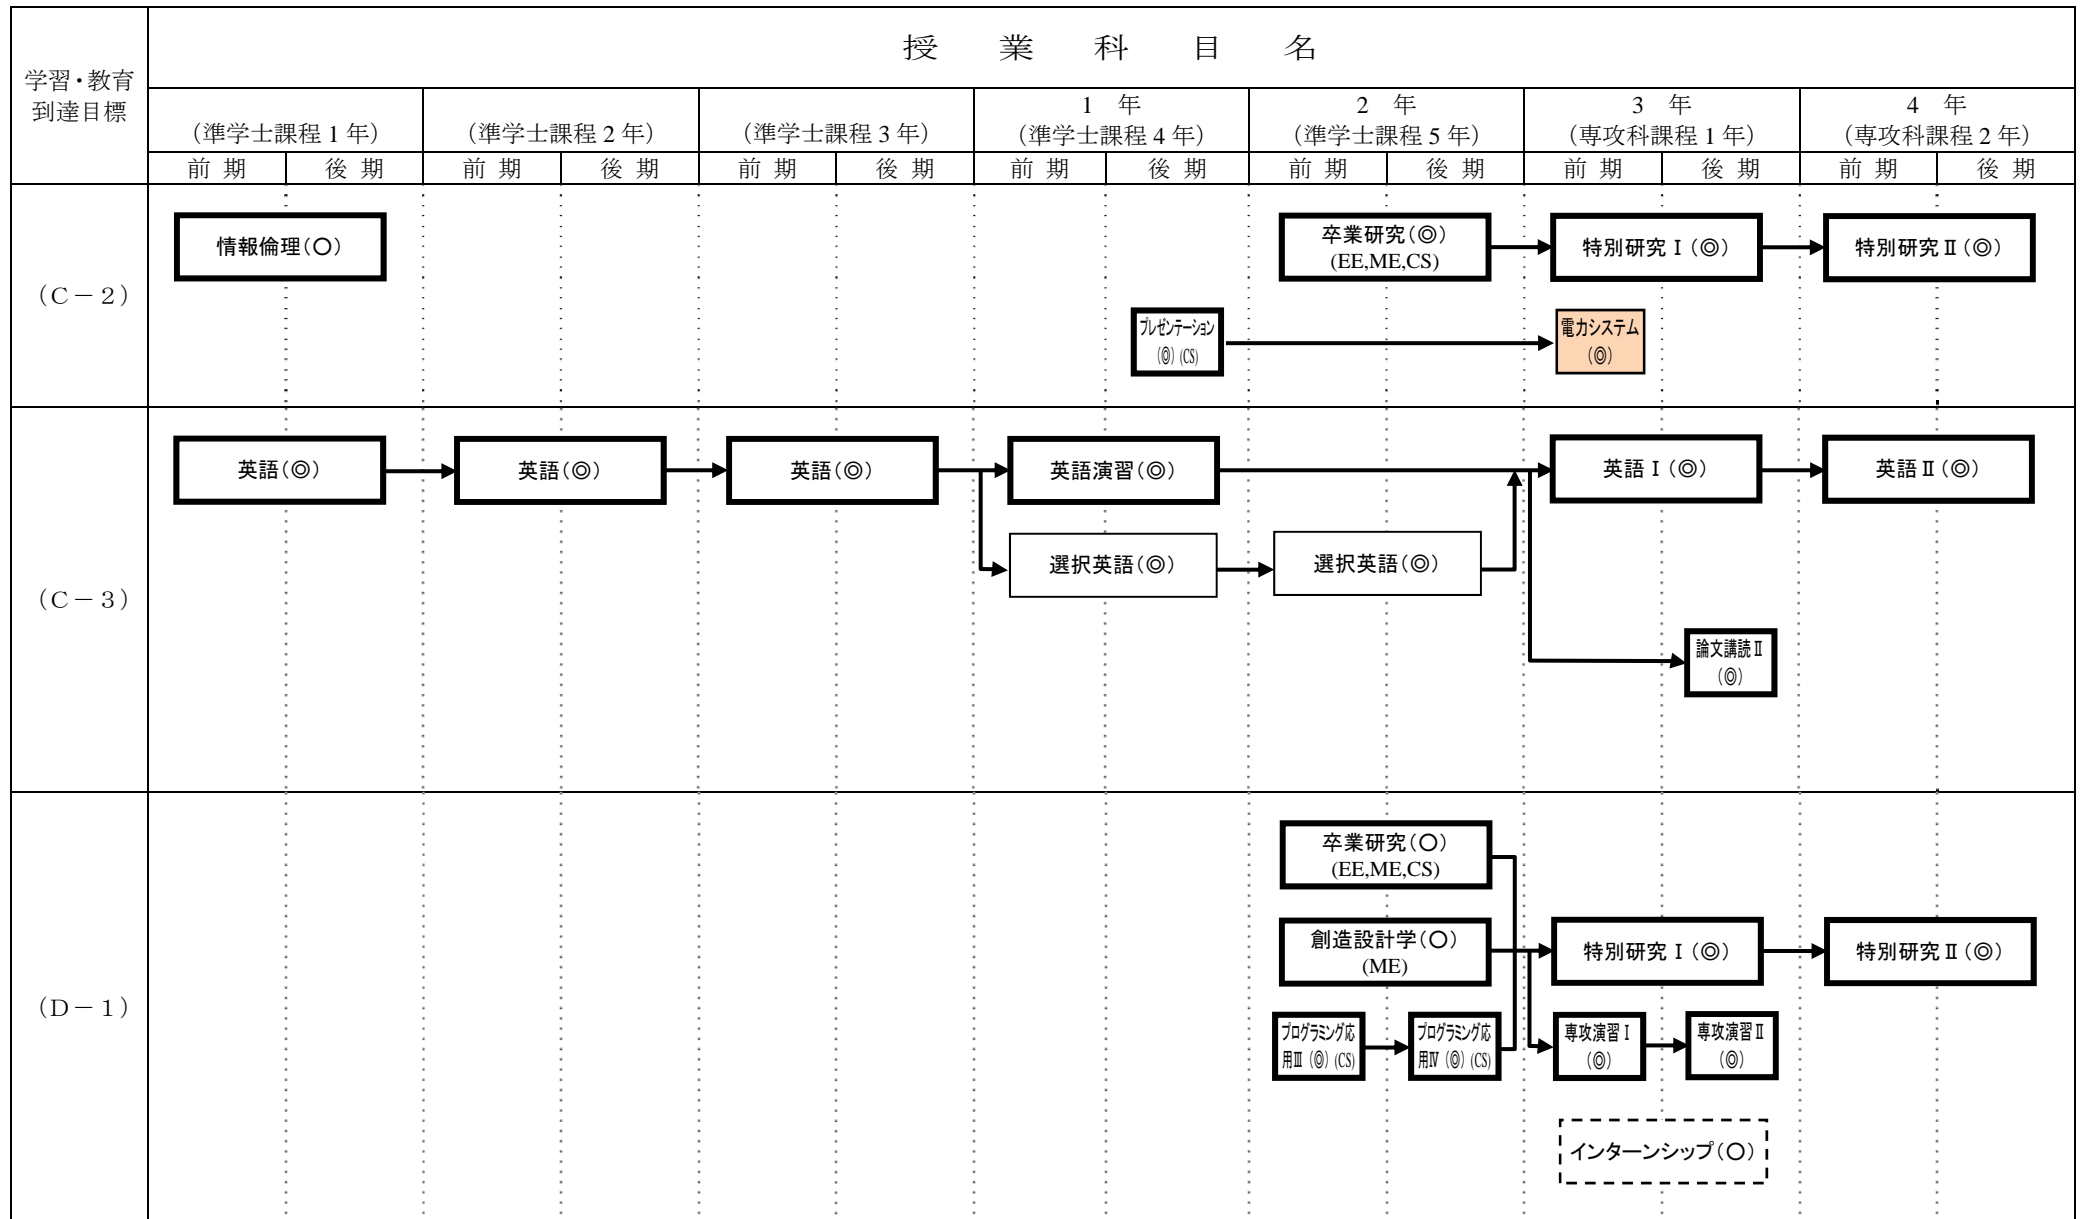 授 業 科 目 名
学習・教育
到達目標
(準学士課程 1 年)
(準学士課程 2 年)
(準学士課程 3 年)
1 年
(準学士課程 4 年)
2 年
(準学士課程 5 年)
3 年
(専攻科課程 1 年)
4 年
(専攻科課程 2 年)
前 期 後 期 前 期 後 期 前 期 後 期 前 期 後 期 前 期 後 期 前 期 後 期 前 期 後 期
(C-2)
情報倫理(○)
卒業研究(◎)
(EE,ME,CS)
特別研究Ⅰ(◎)
特別研究Ⅱ(◎)
プレゼンテーション
(◎)(CS)
電力システム
(◎)
(C-3)
英語(◎)
英語(◎)
英語(◎)
英語演習(◎)
英語Ⅰ(◎)
英語Ⅱ(◎)
選択英語(◎)
選択英語(◎)
論文講読Ⅱ
(◎)
(D-1)
卒業研究(○)
(EE,ME,CS)
創造設計学(○)
(ME)
特別研究Ⅰ(◎)
特別研究Ⅱ(◎)
プログラミング応
用Ⅲ(◎)(CS)
プログラミング応
用Ⅳ(◎)(CS)
専攻演習Ⅰ
(◎)
専攻演習Ⅱ
(◎)
インターンシップ(○)